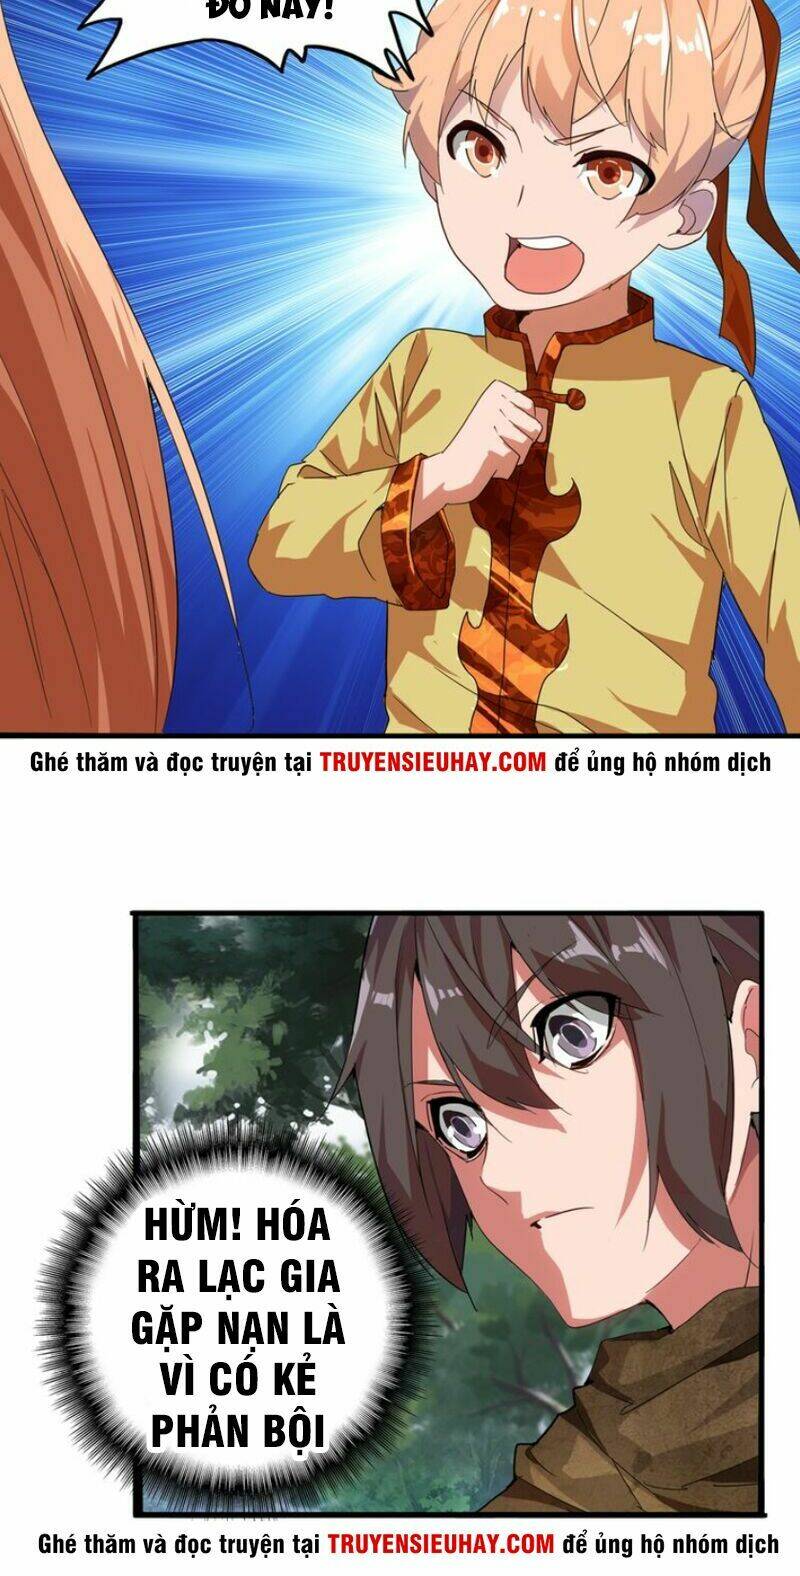 ĐÓ NÀY!
Ghé thăm và đọc truyện tại TRUYENSIEUHAY.COM để ủng hộ nhóm dịch
HỪM! HÓA
RA LẠC GIA
GẶP NẠN LÀ
VÌ CÓ KẺ
PHẢN BỘI
Ghé thăm và đọc truyện tại TRUYENSIEUHAY.COM để ủng hộ nhóm dịch